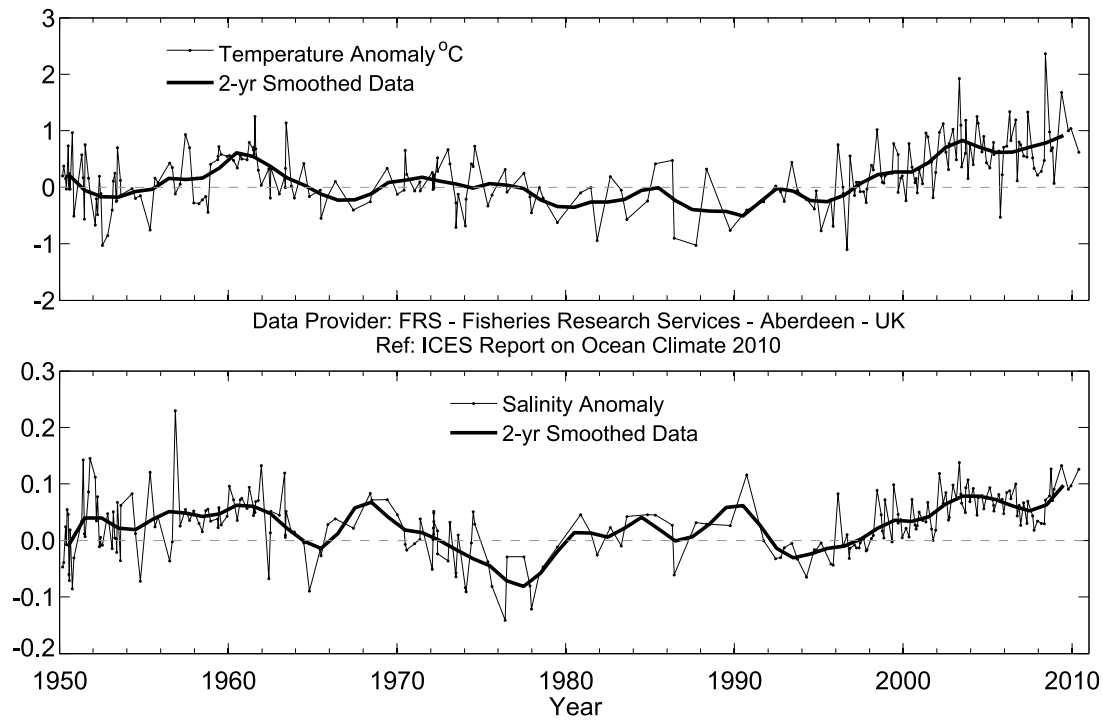 3
2
1
0
-1
-2
Temperature Anomaly°C
2-yr Smoothed Data
Data Provider: FRS - Fisheries Research Services - Aberdeen - UK
Ref: ICES Report on Ocean Climate 2010
0.3
0.2
0.1
0.0
-0.1
-0.2
Salinity Anomaly
2-yr Smoothed Data
1950 1960 1970 1980 1990 2000 2010
Year